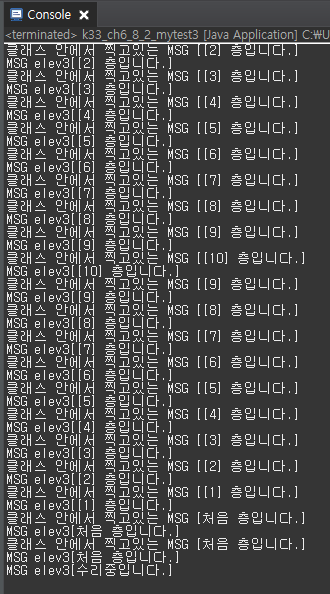 Console
<terminated> k33_ch6_8_2_mytest3 [Java Application] C:₩U
클래스 안에서 찍고있는 MSG [[2] 층입니다.]
MSG elev3[[2] 층입니다.]
클래스 안에서 찍고있는 MSG [[3] 층입니다.]
MSG elev3[[3] 층입니다.]
클래스 안에서 찍고있는 MSG [[4] 층입니다.]
MSG elev3[[4] 층입니다.]
클래스 안에서 찍고있는 MSG [[5] 층입니다.]
MSG elev3[[5] 층입니다.]
클래스 안에서 찍고있는 MSG [[6] 층입니다.]
MSG elev3[[6] 층입니다.]
클래스 안에서 찍고있는 MSG [[7] 층입니다.]
MSG elev3[[7] 층입니다.]
클래스 안에서 찍고있는 MSG [[8] 층입니다.]
MSG elev3[[8] 층입니다.]
클래스 안에서 찍고있는 MSG [[9] 층입니다.]
MSG elev3[[9] 층입니다.]
클래스 안에서 찍고있는 MSG [[10] 층입니다.]
MSG elev3[[10] 층입니다.]
클래스 안에서 찍고있는 MSG [[9] 층입니다.]
MSG elev3[[9] 층입니다.]
클래스 안에서 찍고있는 MSG [[8] 층입니다.]
MSG elev3[[8] 층입니다.]
클래스 안에서 찍고있는 MSG [[7] 층입니다.]
MSG elev3[[7] 층입니다.]
클래스 안에서 찍고있는 MSG [[6] 층입니다.]
MSG elev3[[6] 층입니다.]
클래스 안에서 찍고있는 MSG [[5] 층입니다.]
MSG elev3[[5] 층입니다.]
클래스 안에서 찍고있는 MSG [[4] 층입니다.]
MSG elev3[[4] 층입니다.]
클래스 안에서 찍고있는 MSG [[3] 층입니다.]
MSG elev3[[3] 층입니다.]
클래스 안에서 찍고있는 MSG [[2] 층입니다.]
MSG elev3[[2] 층입니다.]
클래스 안에서 찍고있는 MSG [[1] 층입니다.]
MSG elev3[[1] 층입니다.]
클래스 안에서 찍고있는 MSG [처음 층입니다.]
MSG elev3[처음 층입니다.]
클래스 안에서 찍고있는 MSG [처음 층입니다.]
MSG elev3[처음 층입니다.]
MSG elev3[수리중입니다.]